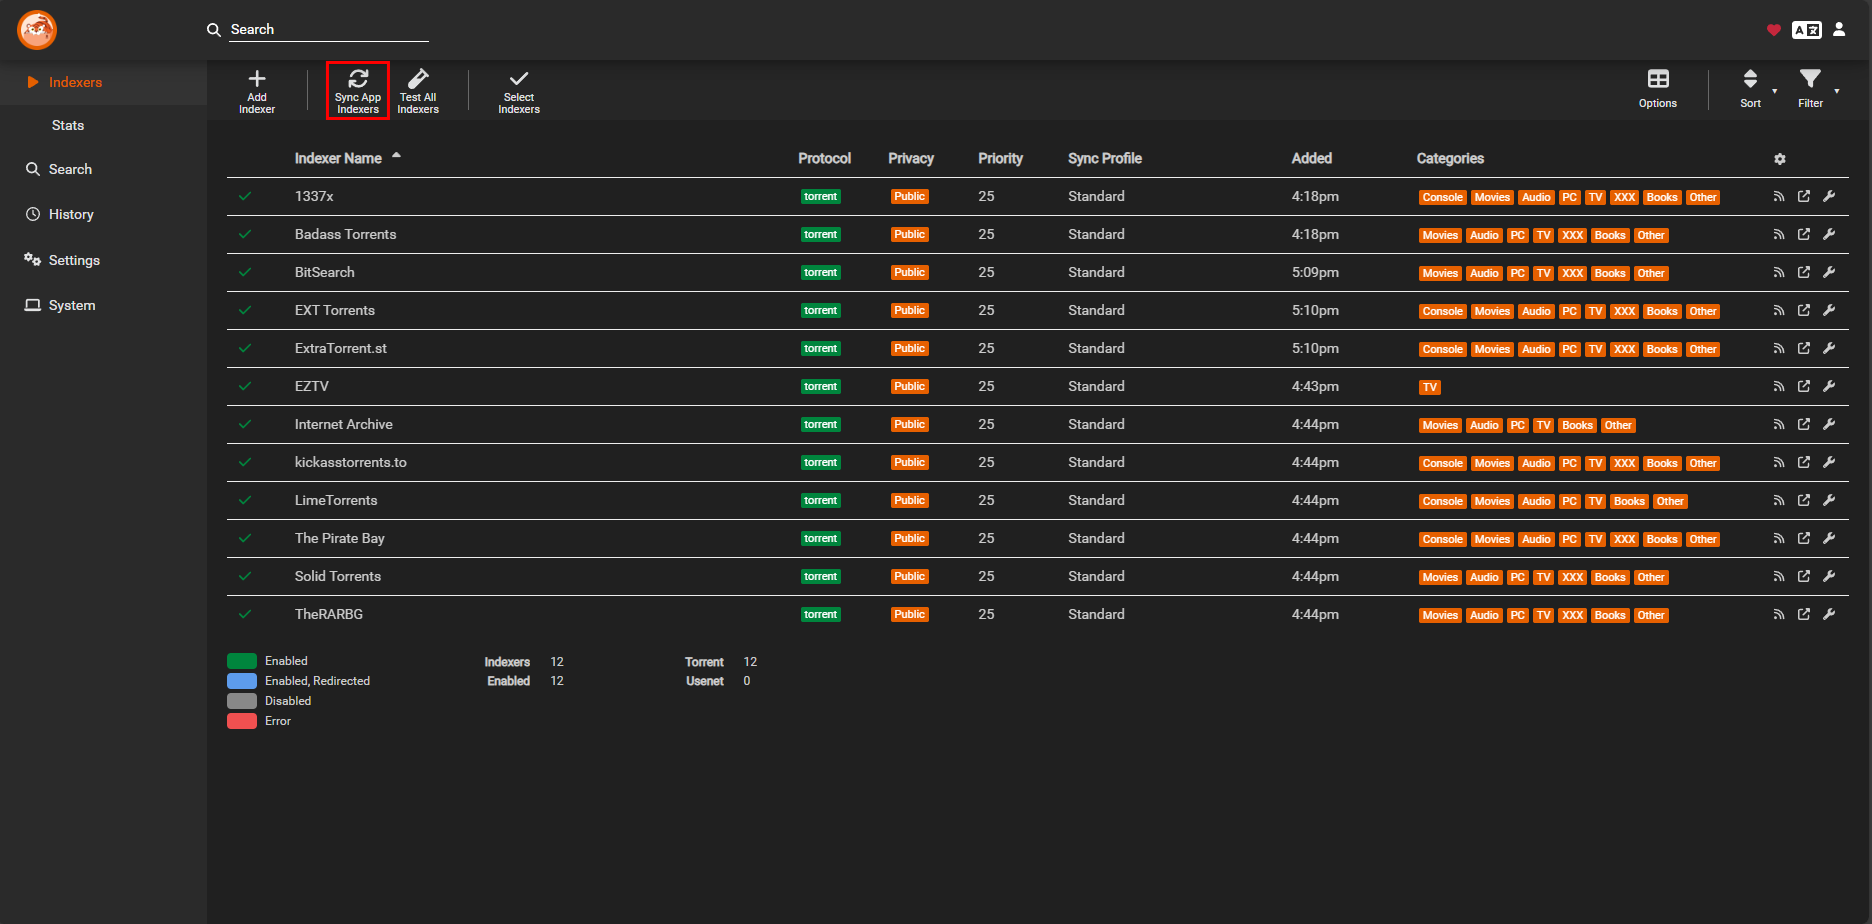 Search
Indexers
Stats
Search
History
Settings
System
Add
Indexer
Sync App
Indexers
Test All
Indexers
Select
Indexers
Options
Sort
Filter
Indexer Name Protocol Privacy Priority Sync Profile Added Categories
1337x torrent Public 25 Standard 4:18pm Console Movies Audio PC TV XXX Books Other
Badass Torrents torrent Public 25 Standard 4:18pm Movies Audio PC TV XXX Books Other
BitSearch torrent Public 25 Standard 5:09pm Movies Audio PC TV XXX Books Other
EXT Torrents torrent Public 25 Standard 5:10pm Console Movies Audio PC TV XXX Books Other
ExtraTorrent.st torrent Public 25 Standard 5:10pm Console Movies Audio PC TV XXX Books Other
EZTV torrent Public 25 Standard 4:43pm TV
Internet Archive torrent Public 25 Standard 4:44pm Movies Audio PC TV Books Other
kickasstorrents.to torrent Public 25 Standard 4:44pm Console Movies Audio PC TV XXX Books Other
LimeTorrents torrent Public 25 Standard 4:44pm Console Movies Audio PC TV Books Other
The Pirate Bay torrent Public 25 Standard 4:44pm Console Movies Audio PC TV XXX Books Other
Solid Torrents torrent Public 25 Standard 4:44pm Movies Audio PC TV XXX Books Other
TheRARBG torrent Public 25 Standard 4:44pm Movies Audio PC TV XXX Books Other
Enabled
Enabled, Redirected
Disabled
Error
Indexers 12
Enabled 12
Torrent 12
Usenet 0